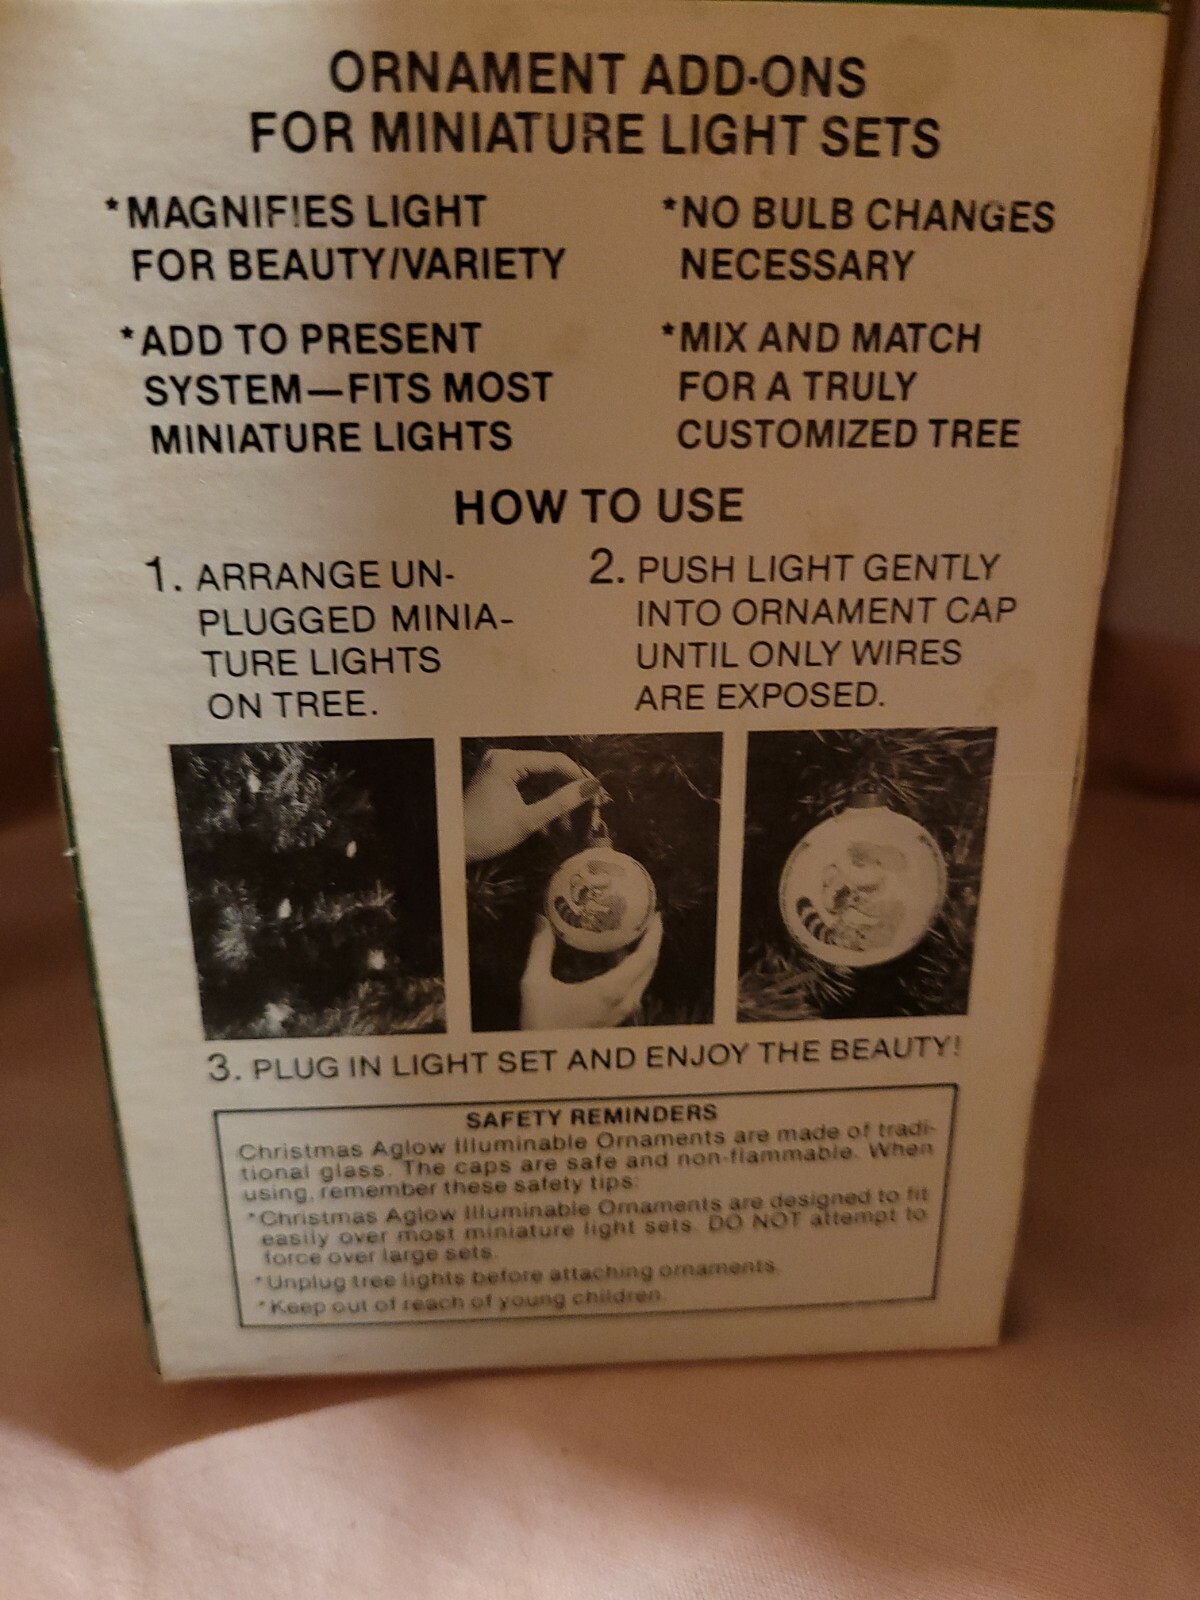 ORNAMENT ADD-ONS
FOR MINIATURE LIGHT SETS
*MAGNIFIES LIGHT
FOR BEAUTY/VARIETY
*NO BULB CHANGES
NECESSARY
*ADD TO PRESENT
SYSTEM—FITS MOST
MINIATURE LIGHTS
*MIX AND MATCH
FOR A TRULY
CUSTOMIZED TREE
HOW TO USE
1. ARRANGE UN-
PLUGGED MINIA-
TURE LIGHTS
ON TREE.
2. PUSH LIGHT GENTLY
INTO ORNAMENT CAP
UNTIL ONLY WIRES
ARE EXPOSED.
3. PLUG IN LIGHT SET AND ENJOY THE BEAUTY!
SAFETY REMINDERS
Christmas Aglow Illuminable Ornaments are made of tradi-
tional glass. The caps are safe and non-flammable. When
using, remember these safety tips:
*Christmas Aglow Illuminable Ornaments are designed to fit
easily over most miniature light sets. DO NOT attempt to
force over large sets.
*Unplug tree lights before attaching ornaments.
*Keep out of reach of young children.